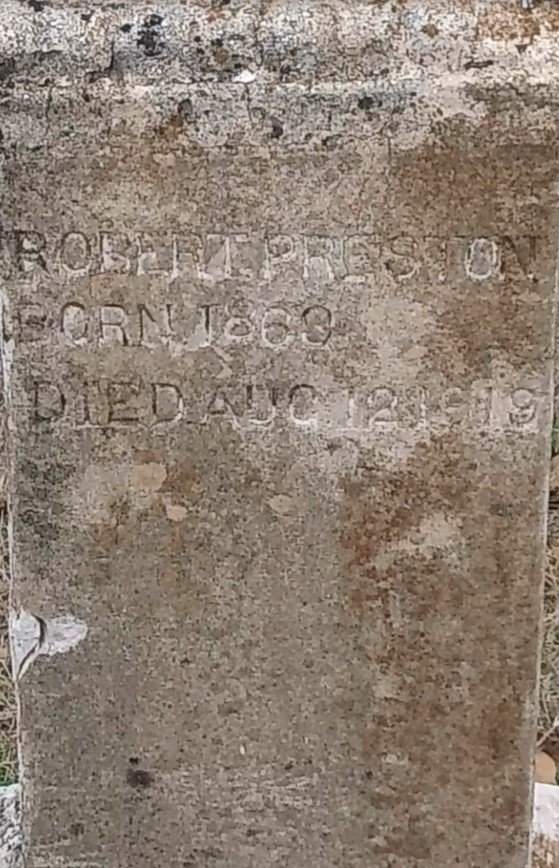 ROBERT PRESTON
BORN 1863
DIED AUG 12 1919